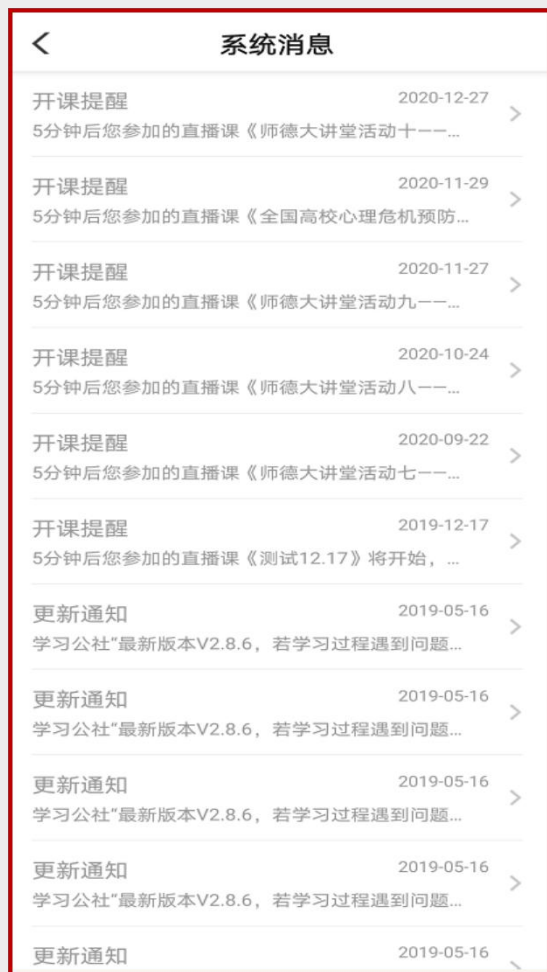 系统消息
开课提醒 2020-12-27
5分钟后您参加的直播课《师德大讲堂活动十——...
开课提醒 2020-11-29
5分钟后您参加的直播课《全国高校心理危机预防...
开课提醒 2020-11-27
5分钟后您参加的直播课《师德大讲堂活动九——...
开课提醒 2020-10-24
5分钟后您参加的直播课《师德大讲堂活动八——...
开课提醒 2020-09-22
5分钟后您参加的直播课《师德大讲堂活动七——...
开课提醒 2019-12-17
5分钟后您参加的直播课《测试12.17》将开始，...
更新通知 2019-05-16
学习公社"最新版本V2.8.6，若学习过程遇到问题...
更新通知 2019-05-16
学习公社"最新版本V2.8.6，若学习过程遇到问题...
更新通知 2019-05-16
学习公社"最新版本V2.8.6，若学习过程遇到问题...
更新通知 2019-05-16
学习公社"最新版本V2.8.6，若学习过程遇到问题...
更新通知 2019-05-16